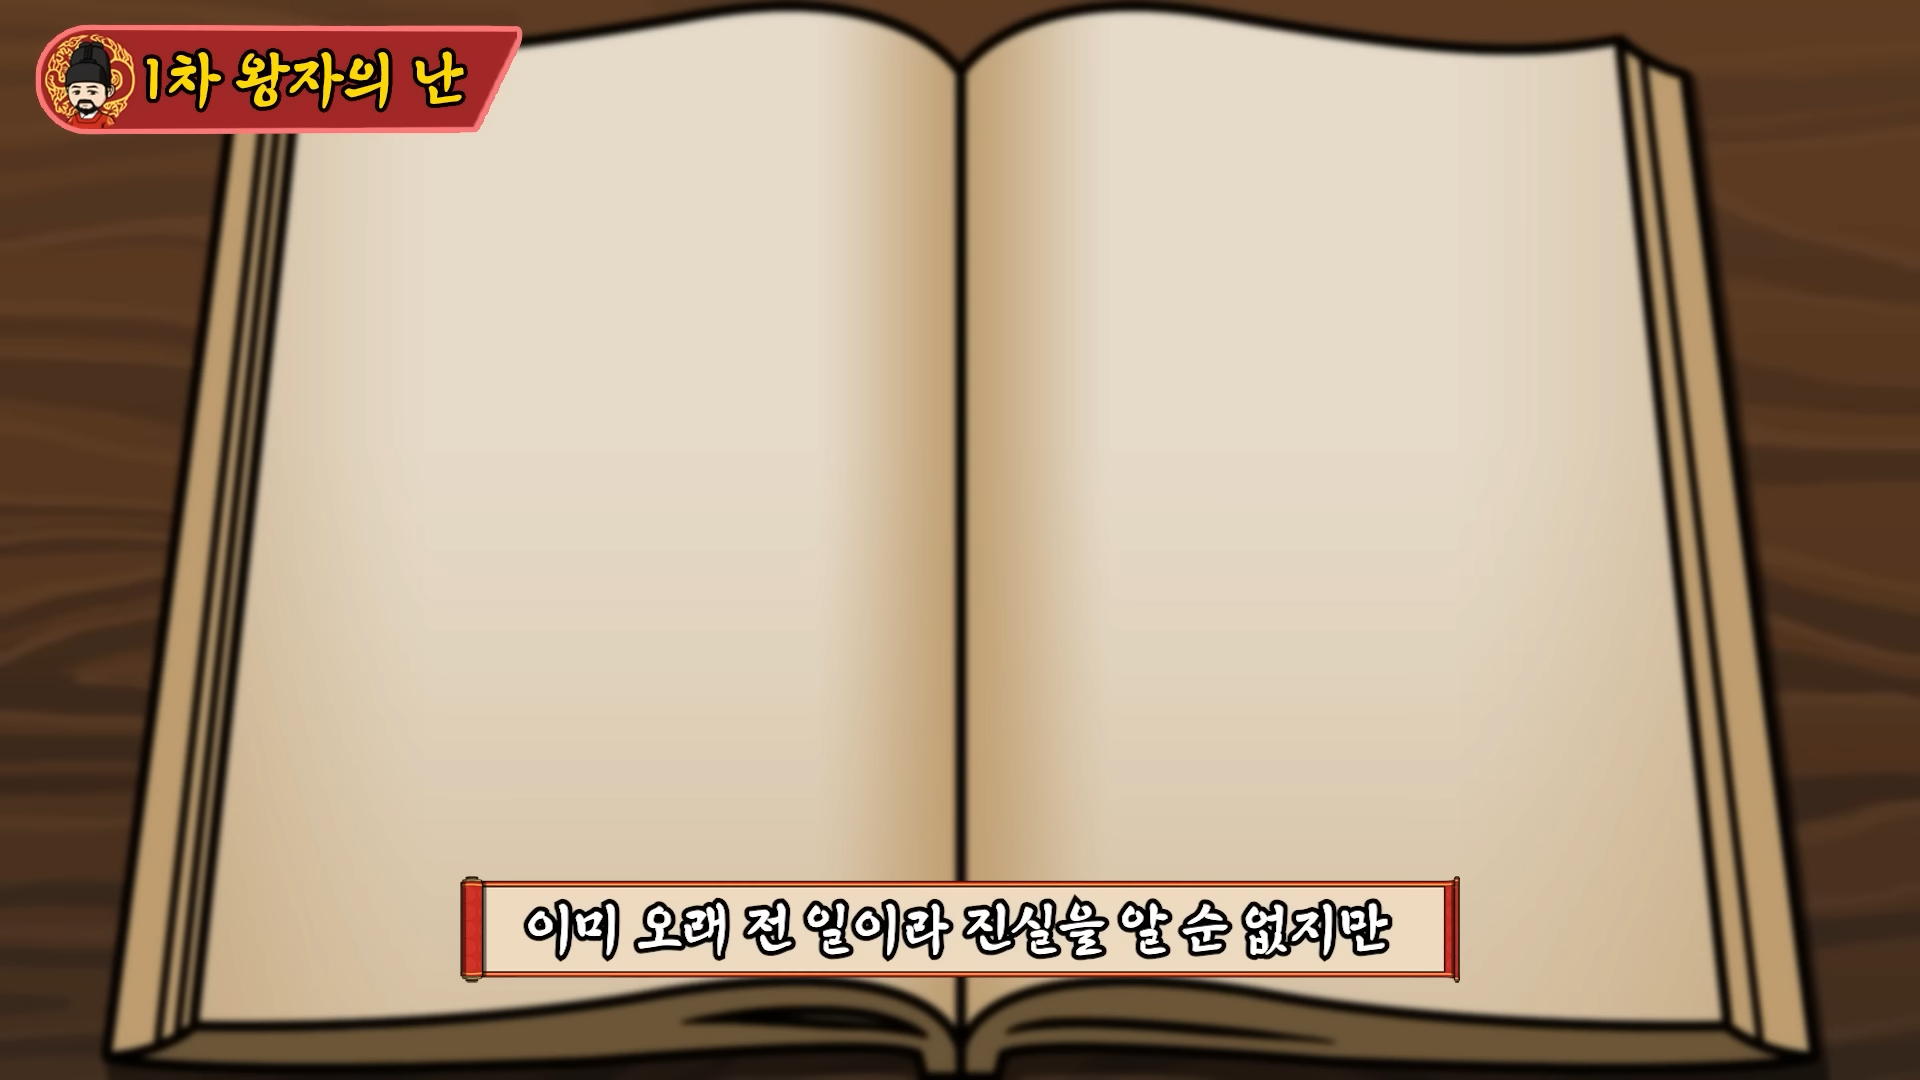 1차 왕자의 난
이미 오래 전 일이라 진실을 알 순 없지만